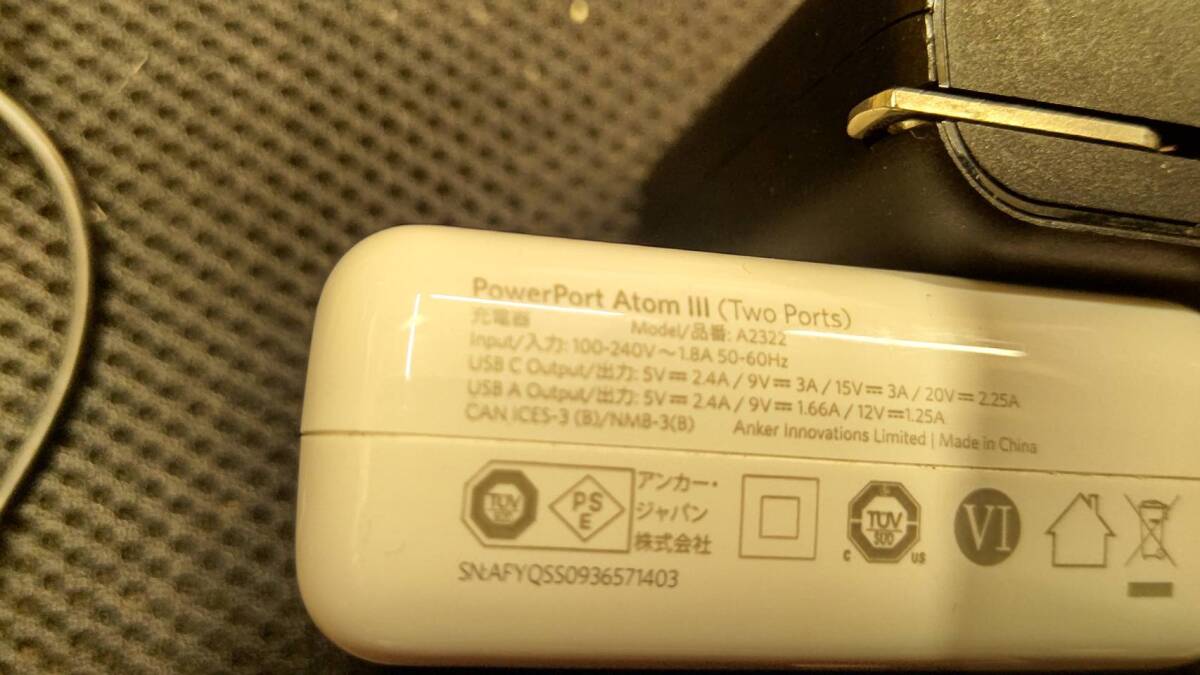 PowerPort Atom III (Two Ports)
充電器 Model/品番: A2322
Input/入力: 100-240V～1.8A 50-60Hz
USB C Output/出力: 5V⎓2.4A / 9V⎓3A / 15V⎓3A / 20V⎓2.25A
USB A Output/出力: 5V⎓2.4A / 9V⎓1.66A / 12V⎓1.25A
CAN ICES-3 (B)/NMB-3(B) Anker Innovations Limited | Made in China
TÜV SÜD
PS
E
アンカー・
ジャパン
株式会社
c TÜV SÜD US
VI
SN:AFYQSS0936571403